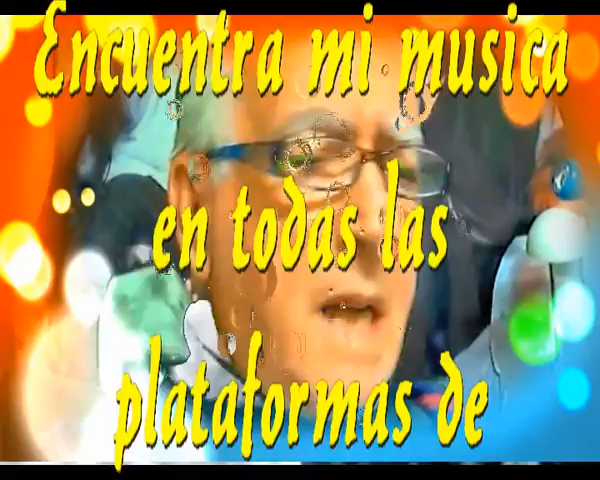 Encuentra mi musica
en todas las
plataformas de